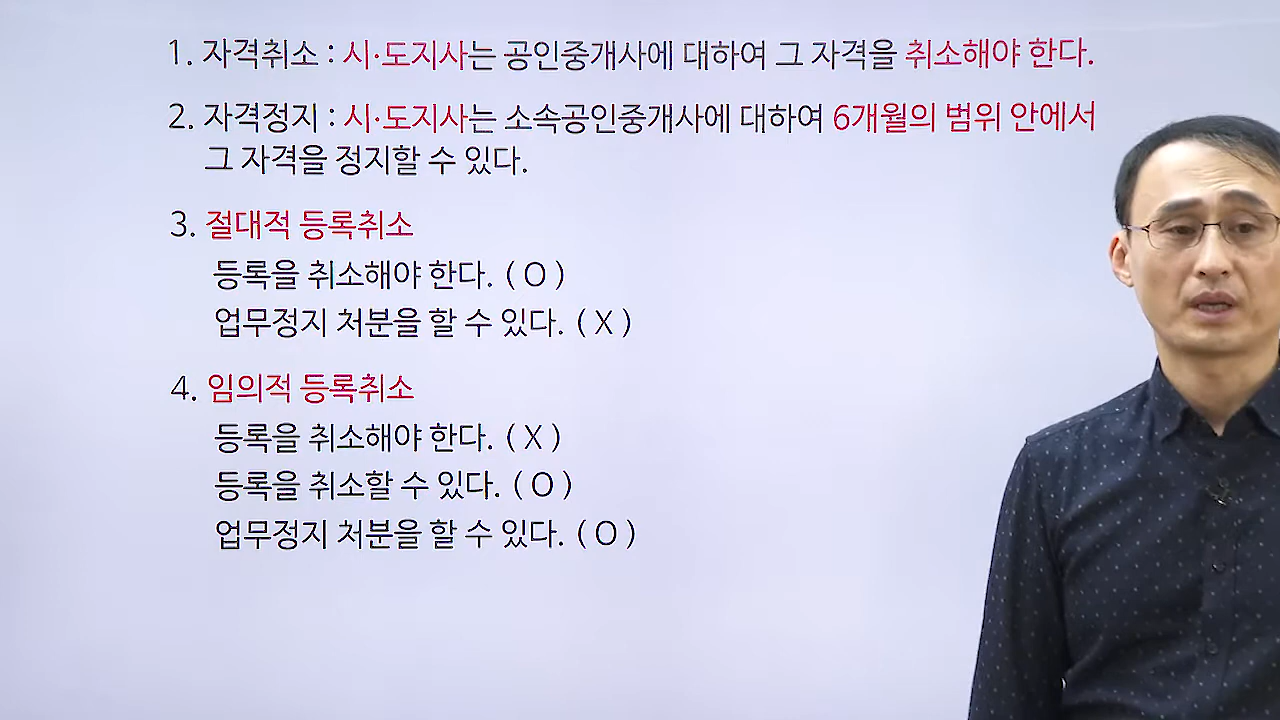 1. 자격취소 : 시·도지사는 공인중개사에 대하여 그 자격을 취소해야 한다.
2. 자격정지 : 시·도지사는 소속공인중개사에 대하여 6개월의 범위 안에서
그 자격을 정지할 수 있다.
3. 절대적 등록취소
등록을 취소해야 한다. ( O )
업무정지 처분을 할 수 있다. ( X )
4. 임의적 등록취소
등록을 취소해야 한다. ( X )
등록을 취소할 수 있다. ( O )
업무정지 처분을 할 수 있다. ( O )